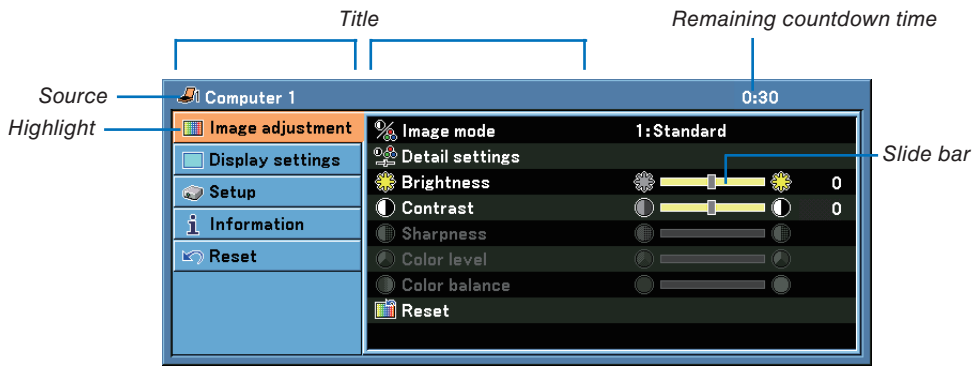 Title
Remaining countdown time
Source
Computer 1
0:30
Highlight
Image adjustment
Image mode
1:Standard
Display settings
Detail settings
Slide bar
Setup
Brightness
0
Information
Contrast
0
Reset
Sharpness
Color level
Color balance
Reset